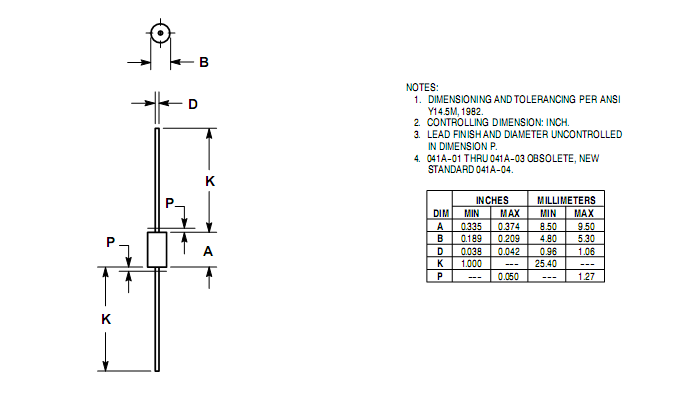 B
D
K
P
P
A
K
NOTES:
1. DIMENSIONING AND TOLERANCING PER ANSI
Y14.5M, 1982.
2. CONTROLLING DIMENSION: INCH.
3. LEAD FINISH AND DIAMETER UNCONTROLLED
IN DIMENSION P.
4. 041A-01 THRU 041A-03 OBSOLETE, NEW
STANDARD 041A-04.
INCHES MILLIMETERS
DIM MIN MAX MIN MAX
A 0.335 0.374 8.50 9.50
B 0.189 0.209 4.80 5.30
D 0.038 0.042 0.96 1.06
K 1.000 --- 25.40 ---
P --- 0.050 --- 1.27